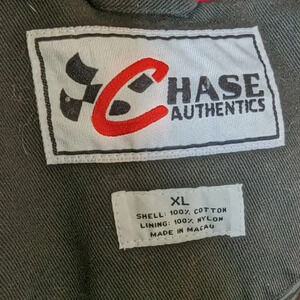 CHASE
AUTHENTICS
XL
SHELL: 100% COTTON
LINING: 100% NYLON
MADE IN MACAU